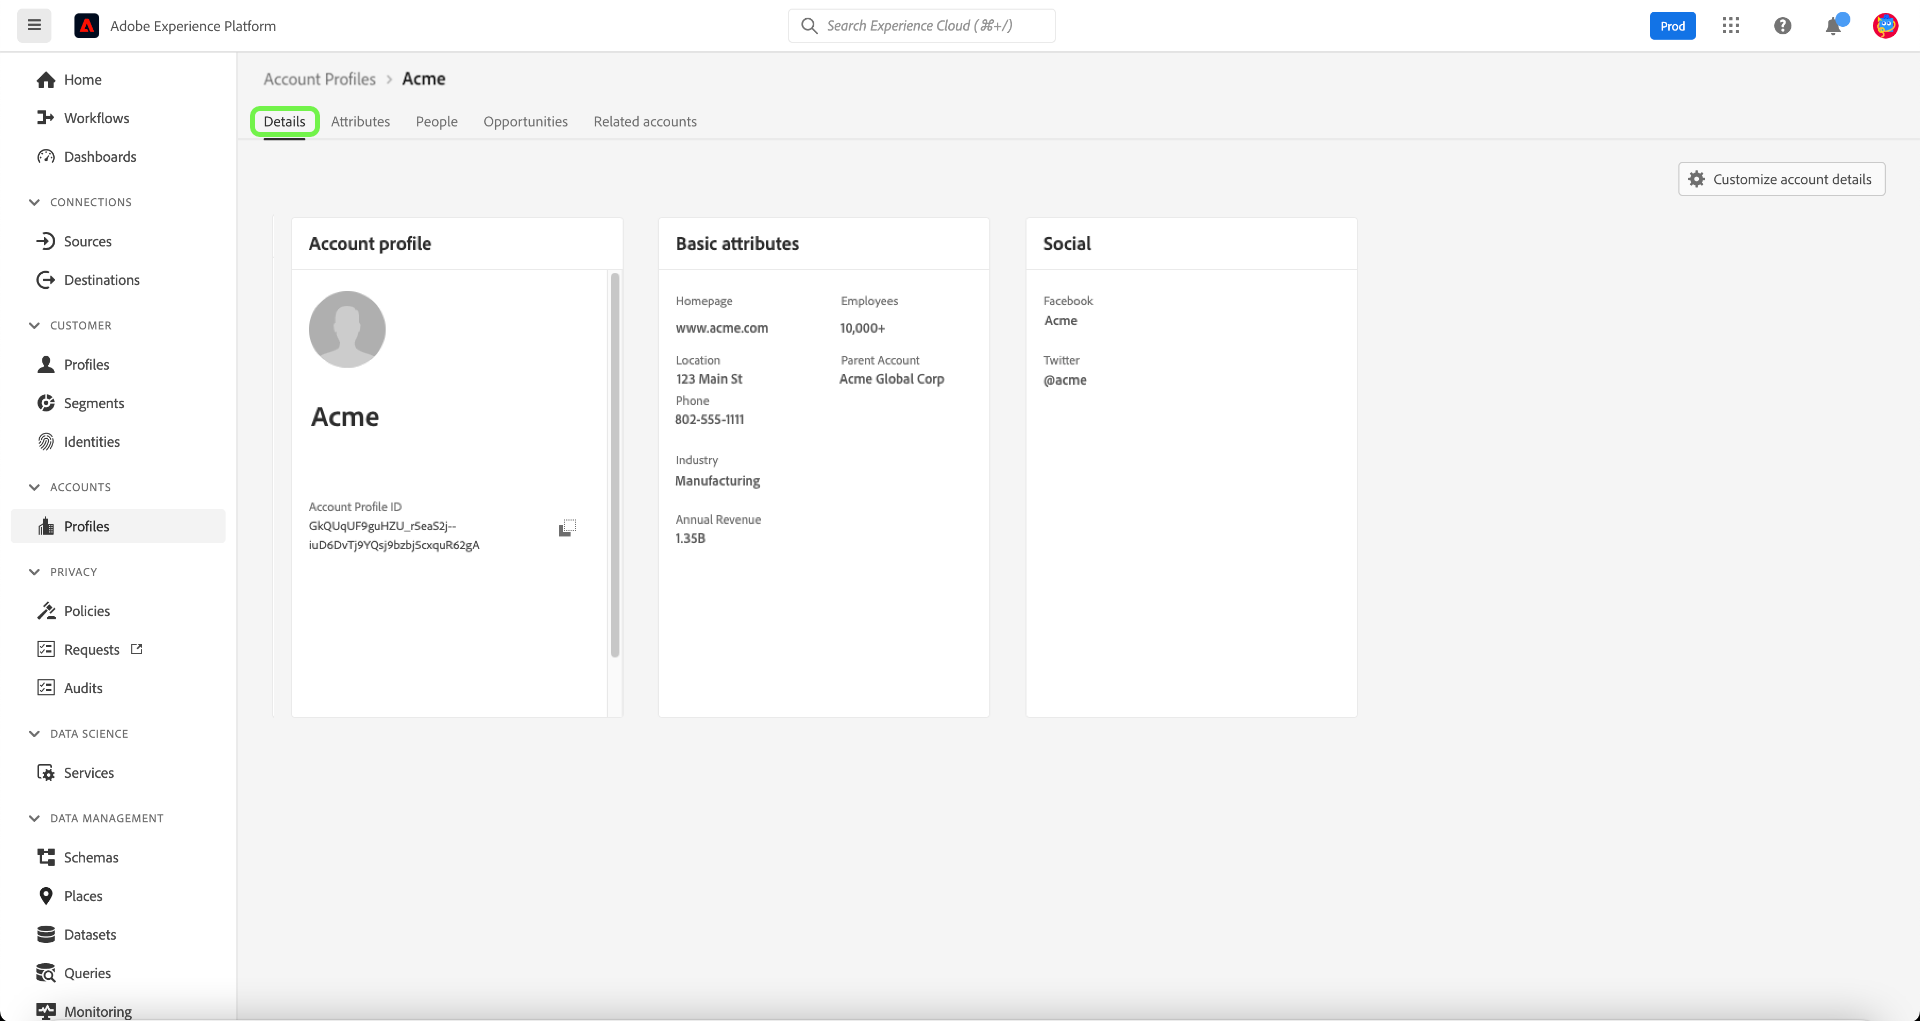 Adobe Experience Platform
Search Experience Cloud (⌘+/)
Prod
Home
Workflows
Dashboards
CONNECTIONS
Sources
Destinations
CUSTOMER
Profiles
Segments
Identities
ACCOUNTS
Profiles
PRIVACY
Policies
Requests
Audits
DATA SCIENCE
Services
DATA MANAGEMENT
Schemas
Places
Datasets
Queries
Monitoring
Account Profiles > Acme
Details Attributes People Opportunities Related accounts
Customize account details
Account profile
Acme
Account Profile ID
GkQUqUF9guHZU_r5eaS2j--
iuD6DvTj9YQsj9bzbj5cxquR62gA
Basic attributes
Homepage
www.acme.com
Employees
10,000+
Location
123 Main St
Parent Account
Acme Global Corp
Phone
802-555-1111
Industry
Manufacturing
Annual Revenue
1.35B
Social
Facebook
Acme
Twitter
@acme